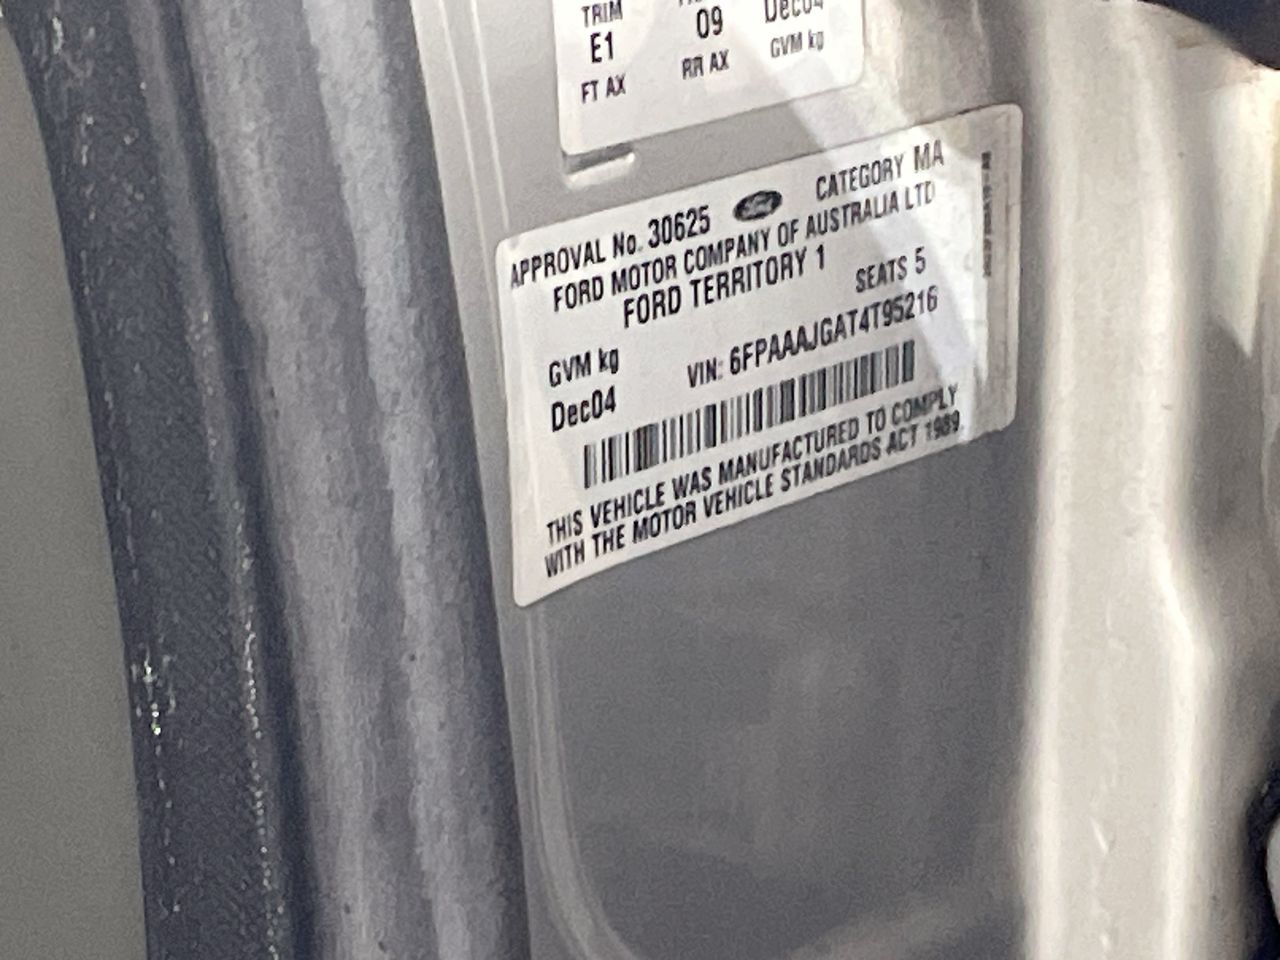 TRIM
E1
09
Dec04
FT AX
RR AX
GVM kg
APPROVAL No. 30625 Ford CATEGORY MA
FORD MOTOR COMPANY OF AUSTRALIA LTD
FORD TERRITORY 1
SEATS 5
GVM kg
VIN: 6FPAAAJGAT4T95216
Dec04
THIS VEHICLE WAS MANUFACTURED TO COMPLY
WITH THE MOTOR VEHICLE STANDARDS ACT 1989.